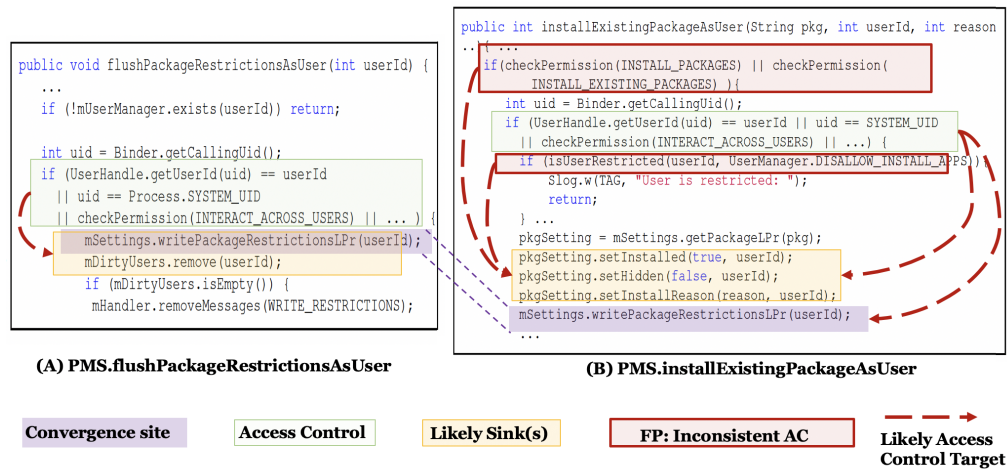 public void flushPackageRestrictionsAsUser(int userId) {
...
if (!mUserManager.exists(userId)) return;
int uid = Binder.getCallingUid();
if (UserHandle.getUserId(uid) == userId
|| uid == Process.SYSTEM_UID
|| checkPermission(INTERACT_ACROSS_USERS) || ... ) {
mSettings.writePackageRestrictionsLPr(userId);
mDirtyUsers.remove(userId);
if (mDirtyUsers.isEmpty()) {
mHandler.removeMessages(WRITE_RESTRICTIONS);
(A) PMS.flushPackageRestrictionsAsUser
public int installExistingPackageAsUser(String pkg, int userId, int reason
..){ ...
if(checkPermission(INSTALL_PACKAGES) || checkPermission(
INSTALL_EXISTING_PACKAGES) ){
int uid = Binder.getCallingUid();
if (UserHandle.getUserId(uid) == userId || uid == SYSTEM_UID
|| checkPermission(INTERACT_ACROSS_USERS) || ...) {
if (isUserRestricted(userId, UserManager.DISALLOW_INSTALL_APPS)){
Slog.w(TAG, "User is restricted: ");
return;
} ...
pkgSetting = mSettings.getPackageLPr(pkg);
pkgSetting.setInstalled(true, userId);
pkgSetting.setHidden(false, userId);
pkgSetting.setInstallReason(reason, userId);
mSettings.writePackageRestrictionsLPr(userId);
...
(B) PMS.installExistingPackageAsUser
Convergence site
Access Control
Likely Sink(s)
FP: Inconsistent AC
Likely Access
Control Target